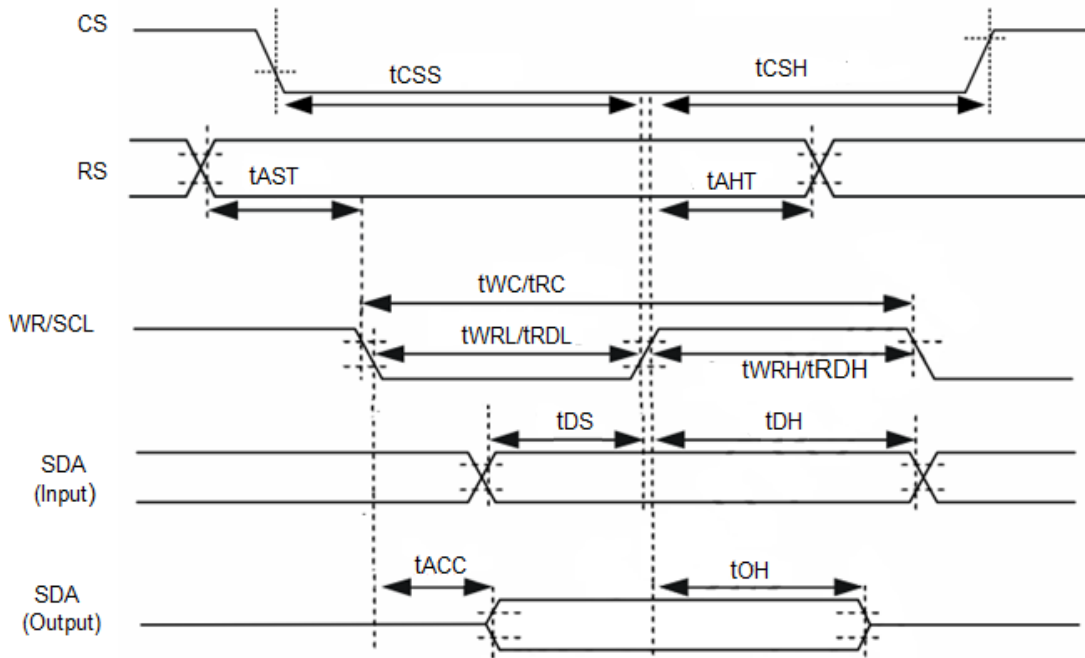 CS
tCSS
tCSH
RS
tAST
tAHT
tWC/tRC
WR/SCL
tWRL/tRDL
tWRH/tRDH
tDS
tDH
SDA
(Input)
tACC
tOH
SDA
(Output)